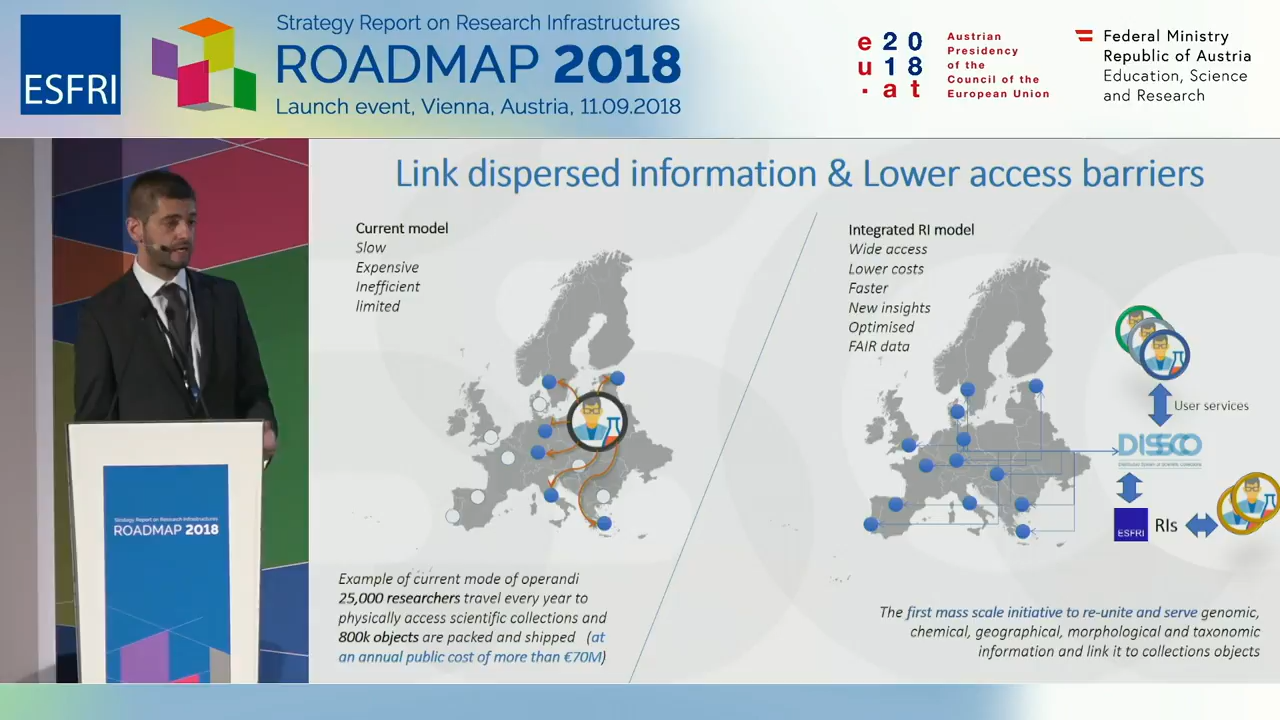 ESFRI
Strategy Report on Research Infrastructures
ROADMAP 2018
Launch event, Vienna, Austria, 11.09.2018
e 2 0
u 1 8
. a t
Austrian
Presidency
of the
Council of the
European Union
Federal Ministry
Republic of Austria
Education, Science
and Research
Link dispersed information & Lower access barriers
Current model
Slow
Expensive
Inefficient
limited
Integrated RI model
Wide access
Lower costs
Faster
New insights
Optimised
FAIR data
User services
DISSCO
ESFRI
RIs
Example of current mode of operandi
25,000 researchers travel every year to
physically access scientific collections and
800k objects are packed and shipped (at
an annual public cost of more than €70M)
The first mass scale initiative to re-unite and serve genomic,
chemical, geographical, morphological and taxonomic
information and link it to collections objects
Strategy Report on Research Infrastructures
ROADMAP 2018